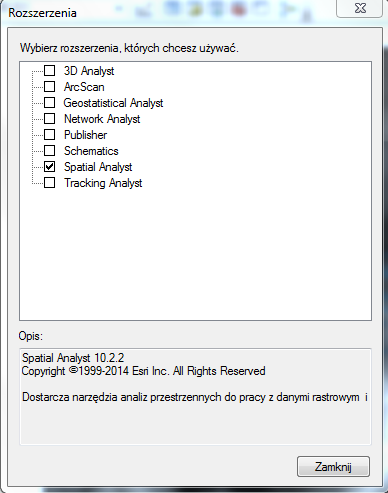 Rozszerzenia
Wybierz rozszerzenia, których chcesz używać.
3D Analyst
ArcScan
Geostatistical Analyst
Network Analyst
Publisher
Schematics
Spatial Analyst
Tracking Analyst
Opis:
Spatial Analyst 10.2.2
Copyright ©1999-2014 Esri Inc. All Rights Reserved
Dostarcza narzędzia analiz przestrzennych do pracy z danymi rastrowym i
Zamknij